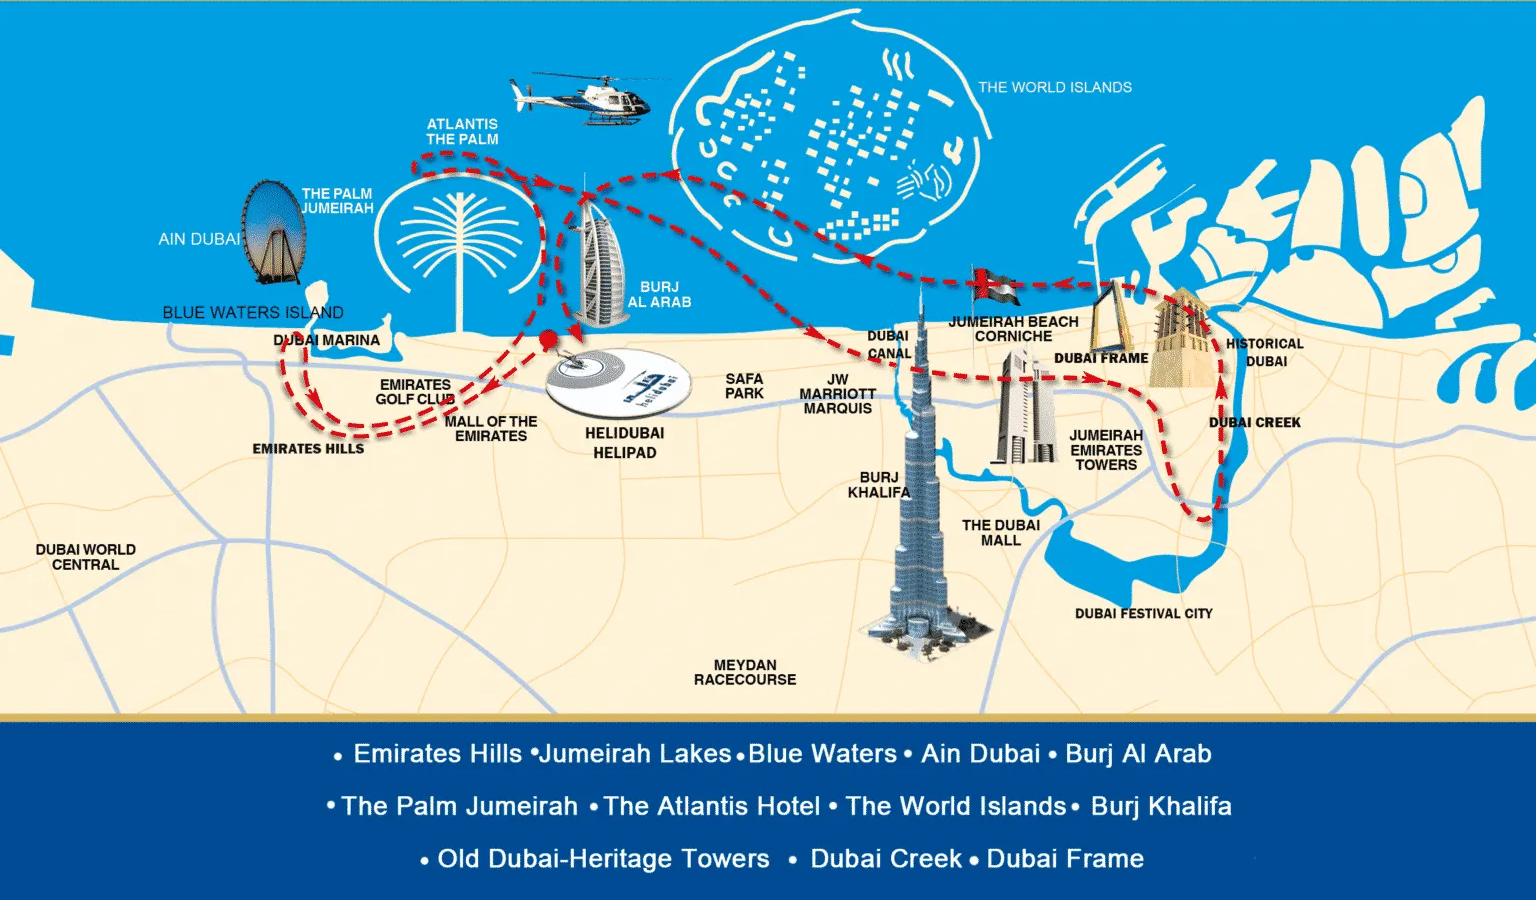 THE WORLD ISLANDS
ATLANTIS
THE PALM
THE PALM
JUMEIRAH
AIN DUBAI
BURJ
AL ARAB
BLUE WATERS ISLAND
DUBAI MARINA
JUMEIRAH BEACH
CORNICHE
DUBAI
CANAL
DUBAI FRAME
HISTORICAL
DUBAI
EMIRATES
GOLF CLUB
SAFA
PARK
JW
MARRIOTT
MARQUIS
helidubai
MALL OF THE
EMIRATES
HELIDUBAI
HELIPAD
EMIRATES HILLS
DUBAI CREEK
JUMEIRAH
EMIRATES
TOWERS
BURJ
KHALIFA
THE DUBAI
MALL
DUBAI WORLD
CENTRAL
DUBAI FESTIVAL CITY
MEYDAN
RACECOURSE
• Emirates Hills •Jumeirah Lakes • Blue Waters • Ain Dubai • Burj Al Arab
• The Palm Jumeirah • The Atlantis Hotel • The World Islands • Burj Khalifa
• Old Dubai-Heritage Towers • Dubai Creek • Dubai Frame